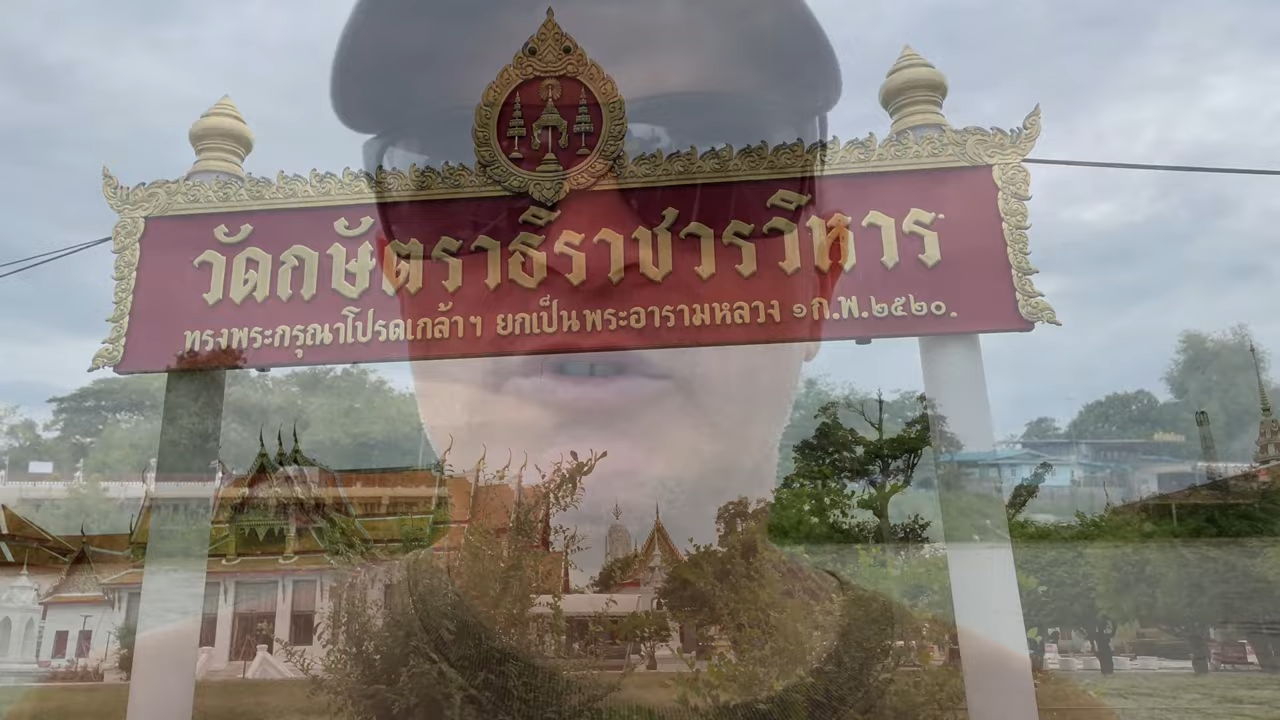 วัดกษัตราธิราชวรวิหาร
ทรงพระกรุณาโปรดเกล้าฯ ยกเป็นพระอารามหลวง ๑ก.พ.๒๕๒๐.